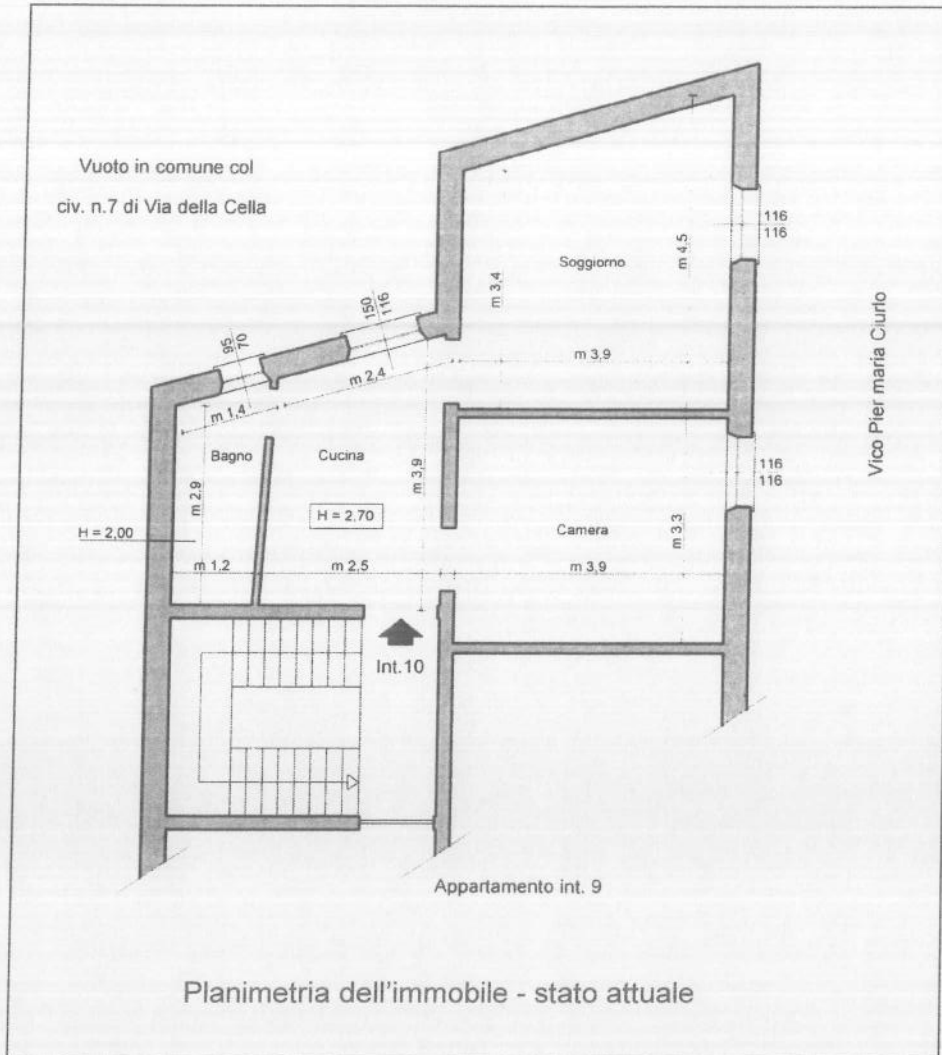 Vuoto in comune col
civ. n.7 di Via della Cella
Soggiorno
116
116
m 4,5
m 3,4
Vico Pier maria Ciurlo
150
116
95
70
m 3,9
m 2,4
m 1,4
Bagno
Cucina
m 3,9
m 2,9
116
116
H = 2,70
H = 2,00
Camera
m 3,3
m 1,2
m 2,5
m 3,9
Int.10
Appartamento int. 9
Planimetria dell'immobile - stato attuale